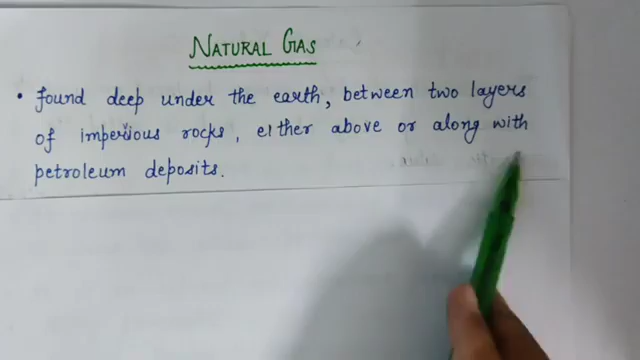 NATURAL GAS
• found deep under the earth, between two layers
of imperious rocks, either above or along with
petroleum deposits.